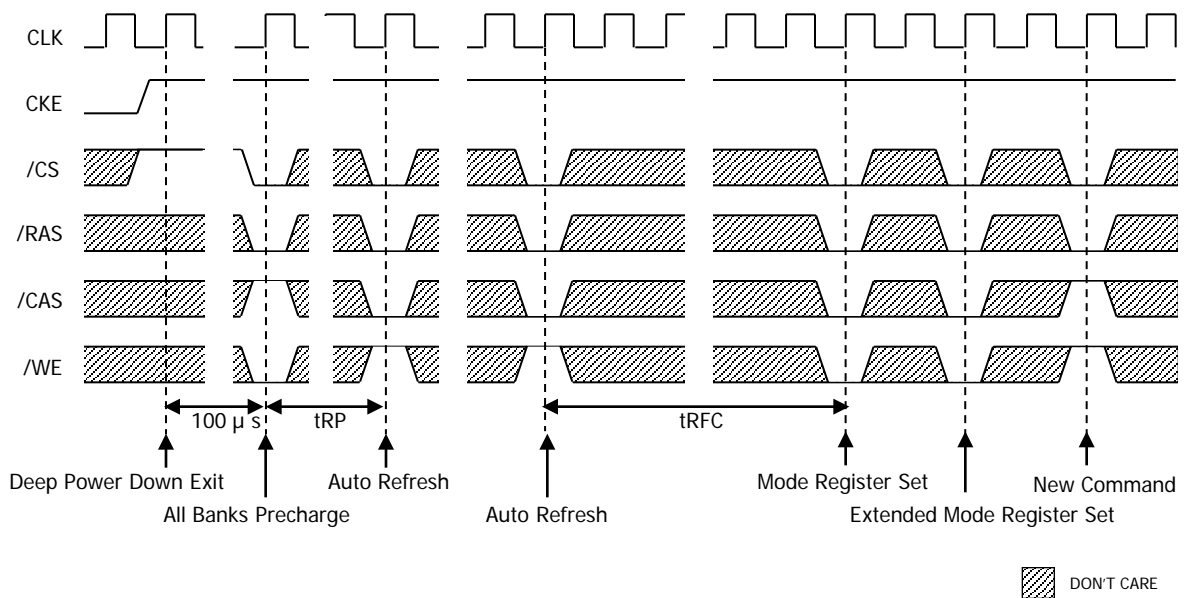 CLK
CKE
/CS
/RAS
/CAS
/WE
100 μ s
tRP
tRFC
Deep Power Down Exit
Auto Refresh
Mode Register Set
New Command
All Banks Precharge
Auto Refresh
Extended Mode Register Set
DON'T CARE